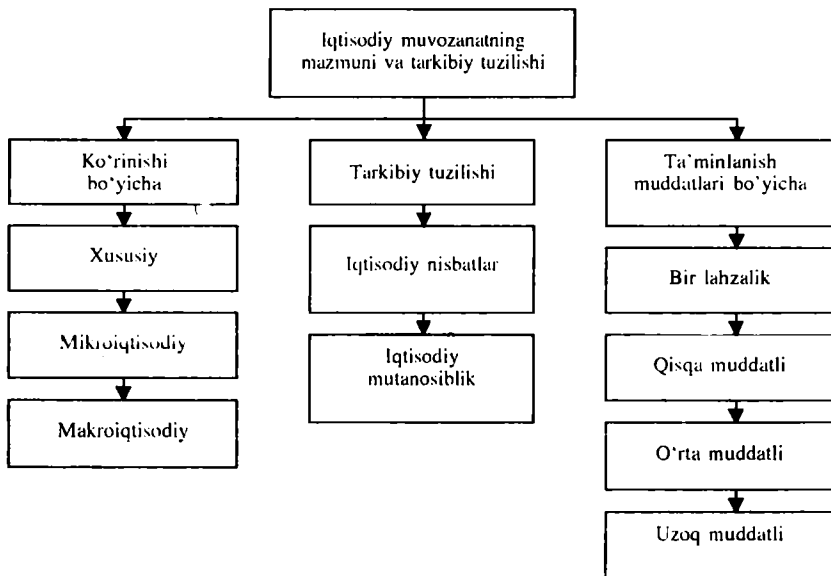 Iqtisodiy muvozanatning
mazmuni va tarkibiy tuzilishi
Ko‘rinishi
bo‘yicha
Xususiy
Mikroiqtisodiy
Makroiqtisodiy
Tarkibiy tuzilishi
Iqtisodiy nisbatlar
Iqtisodiy
mutanosiblik
Ta’minlanish
muddatlari bo’yicha
Bir lahzalik
Qisqa muddatli
O‘rta muddatli
Uzoq muddatli